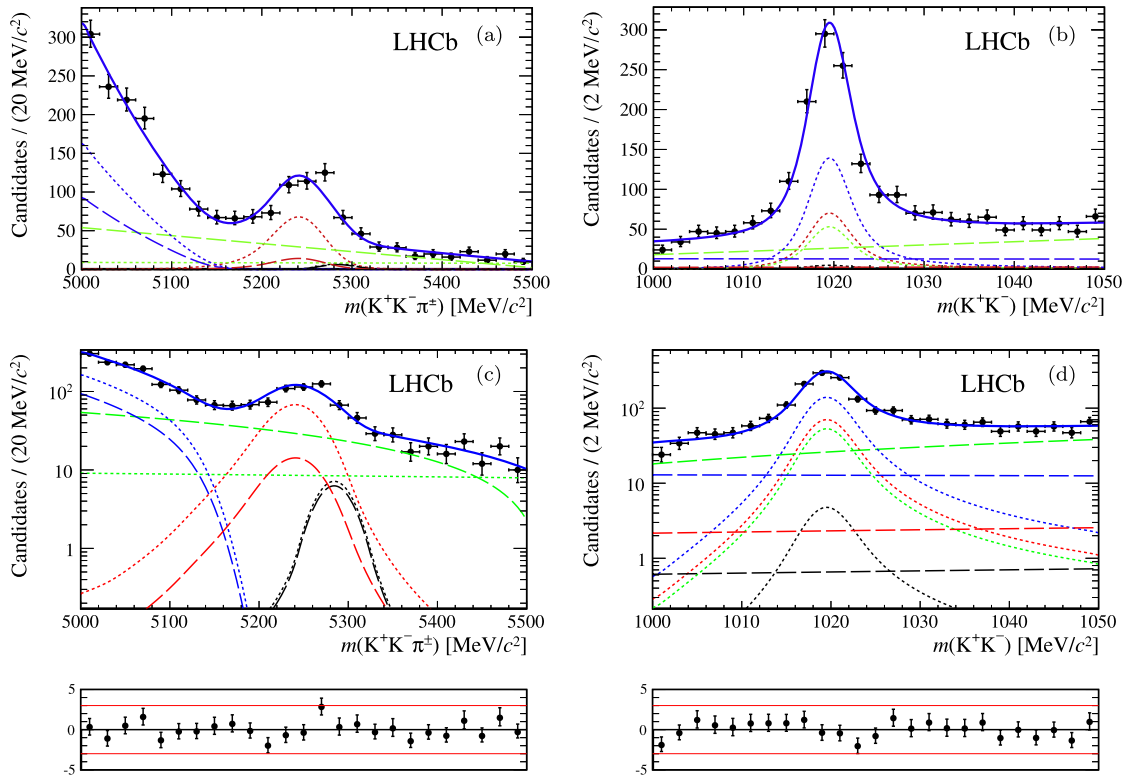 LHCb (a)
Candidates / (20 MeV/c²)
300
250
200
150
100
50
0
5000 5100 5200 5300 5400 5500
m(K⁺K⁻π±) [MeV/c²]
LHCb (b)
Candidates / (2 MeV/c²)
300
250
200
150
100
50
0
1000 1010 1020 1030 1040 1050
m(K⁺K⁻) [MeV/c²]
LHCb (c)
Candidates / (20 MeV/c²)
10²
10
1
5000 5100 5200 5300 5400 5500
m(K⁺K⁻π±) [MeV/c²]
LHCb (d)
Candidates / (2 MeV/c²)
10²
10
1
1000 1010 1020 1030 1040 1050
m(K⁺K⁻) [MeV/c²]
5
0
-5
5
0
-5